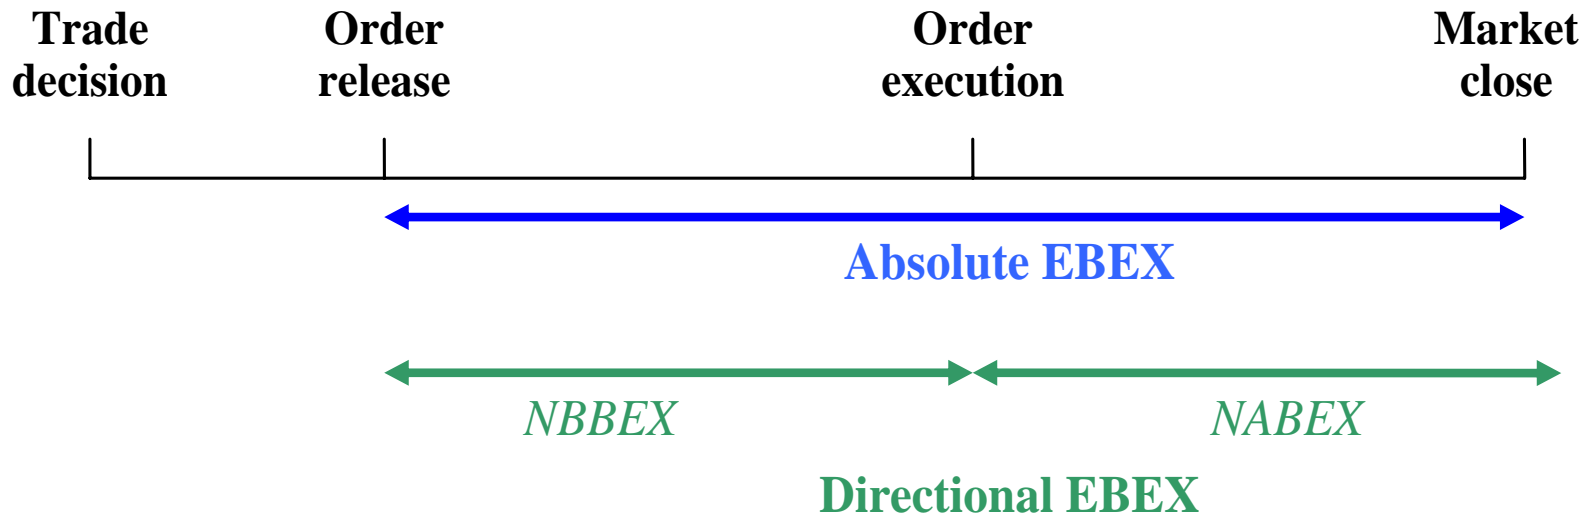 Trade
decision
Order
release
Order
execution
Market
close
Absolute EBEX
NBBEX
NABEX
Directional EBEX